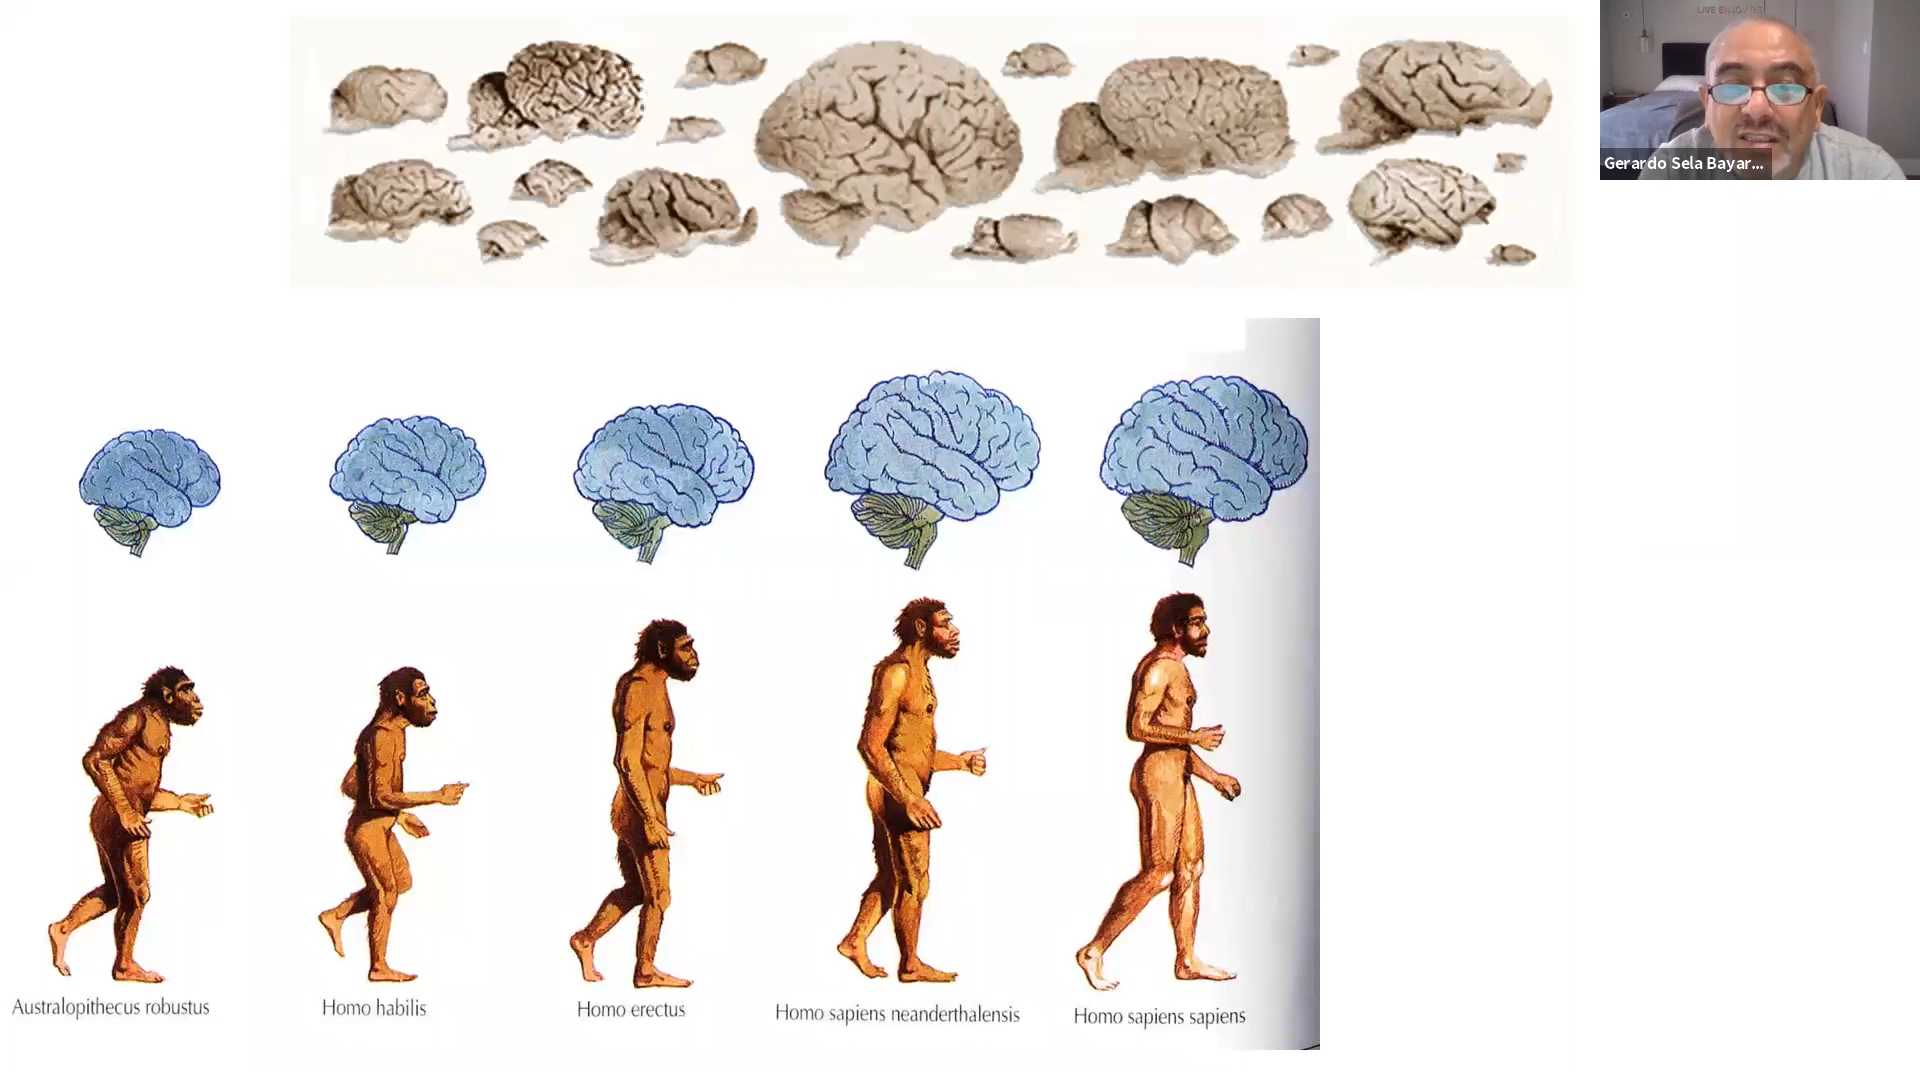 Gerardo Sela Bayar...
Australopithecus robustus
Homo habilis
Homo erectus
Homo sapiens neanderthalensis
Homo sapiens sapiens